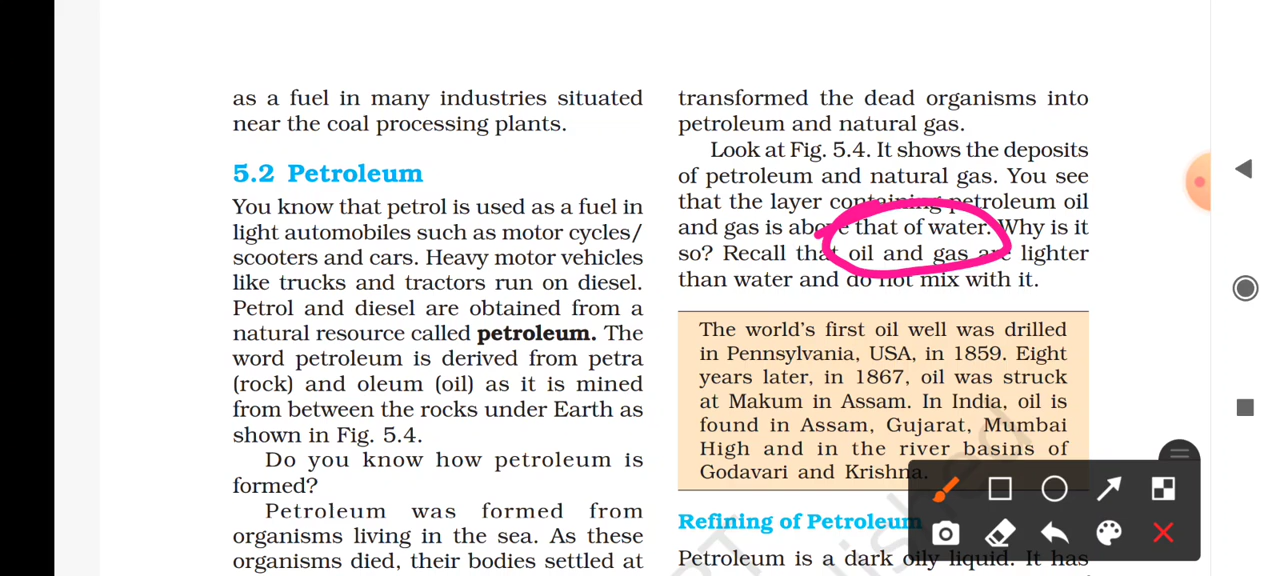 as a fuel in many industries situated
near the coal processing plants.
5.2 Petroleum
You know that petrol is used as a fuel in
light automobiles such as motor cycles/
scooters and cars. Heavy motor vehicles
like trucks and tractors run on diesel.
Petrol and diesel are obtained from a
natural resource called petroleum. The
word petroleum is derived from petra
(rock) and oleum (oil) as it is mined
from between the rocks under Earth as
shown in Fig. 5.4.
Do you know how petroleum is
formed?
Petroleum was formed from
organisms living in the sea. As these
organisms died, their bodies settled at
transformed the dead organisms into
petroleum and natural gas.
Look at Fig. 5.4. It shows the deposits
of petroleum and natural gas. You see
that the layer containing petroleum oil
and gas is above that of water. Why is it
so? Recall that oil and gas are lighter
than water and do not mix with it.
The world's first oil well was drilled
in Pennsylvania, USA, in 1859. Eight
years later, in 1867, oil was struck
at Makum in Assam. In India, oil is
found in Assam, Gujarat, Mumbai
High and in the river basins of
Godavari and Krishna.
Refining of Petroleum
Petroleum is a dark oily liquid. It has